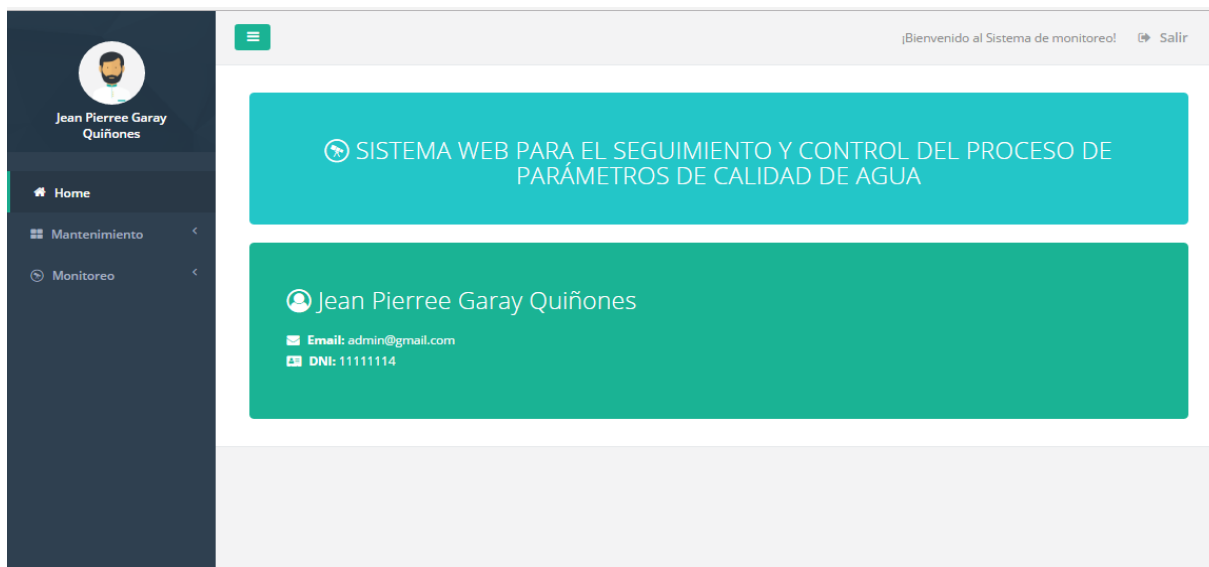 ¡Bienvenido al Sistema de monitoreo!
Salir
Jean Pierree Garay
Quiñones
Home
Mantenimiento
Monitoreo
SISTEMA WEB PARA EL SEGUIMIENTO Y CONTROL DEL PROCESO DE
PARÁMETROS DE CALIDAD DE AGUA
Jean Pierree Garay Quiñones
Email: admin@gmail.com
DNI: 11111114